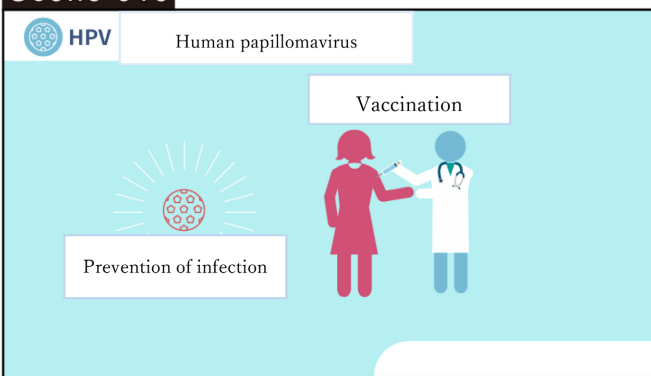 HPV
Human papillomavirus
Vaccination
Prevention of infection